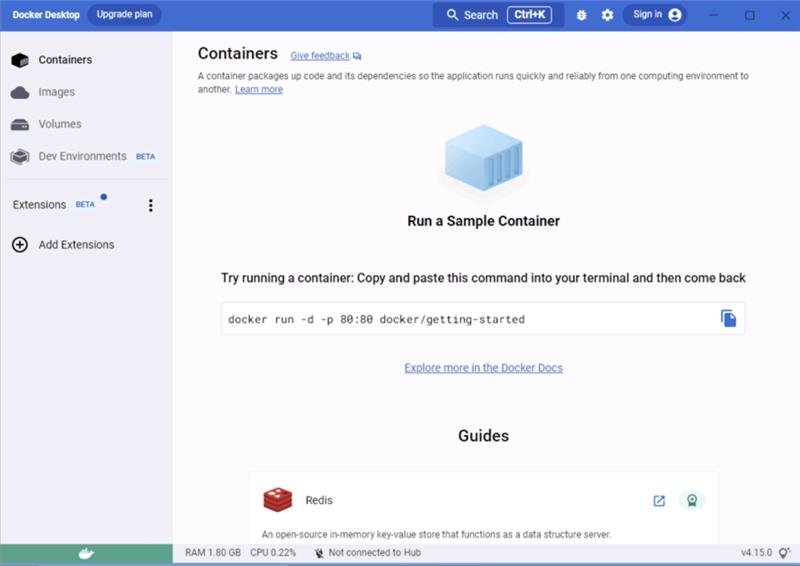 Docker Desktop Upgrade plan Search Ctrl+K Sign in
Containers
Images
Volumes
Dev Environments BETA
Extensions BETA
Add Extensions
Containers Give feedback
A container packages up code and its dependencies so the application runs quickly and reliably from one computing environment to
another. Learn more
Run a Sample Container
Try running a container: Copy and paste this command into your terminal and then come back
docker run -d -p 80:80 docker/getting-started
Explore more in the Docker Docs
Guides
Redis
An open-source in-memory key-value store that functions as a data structure server.
RAM 1.80 GB CPU 0.22% Not connected to Hub v4.15.0